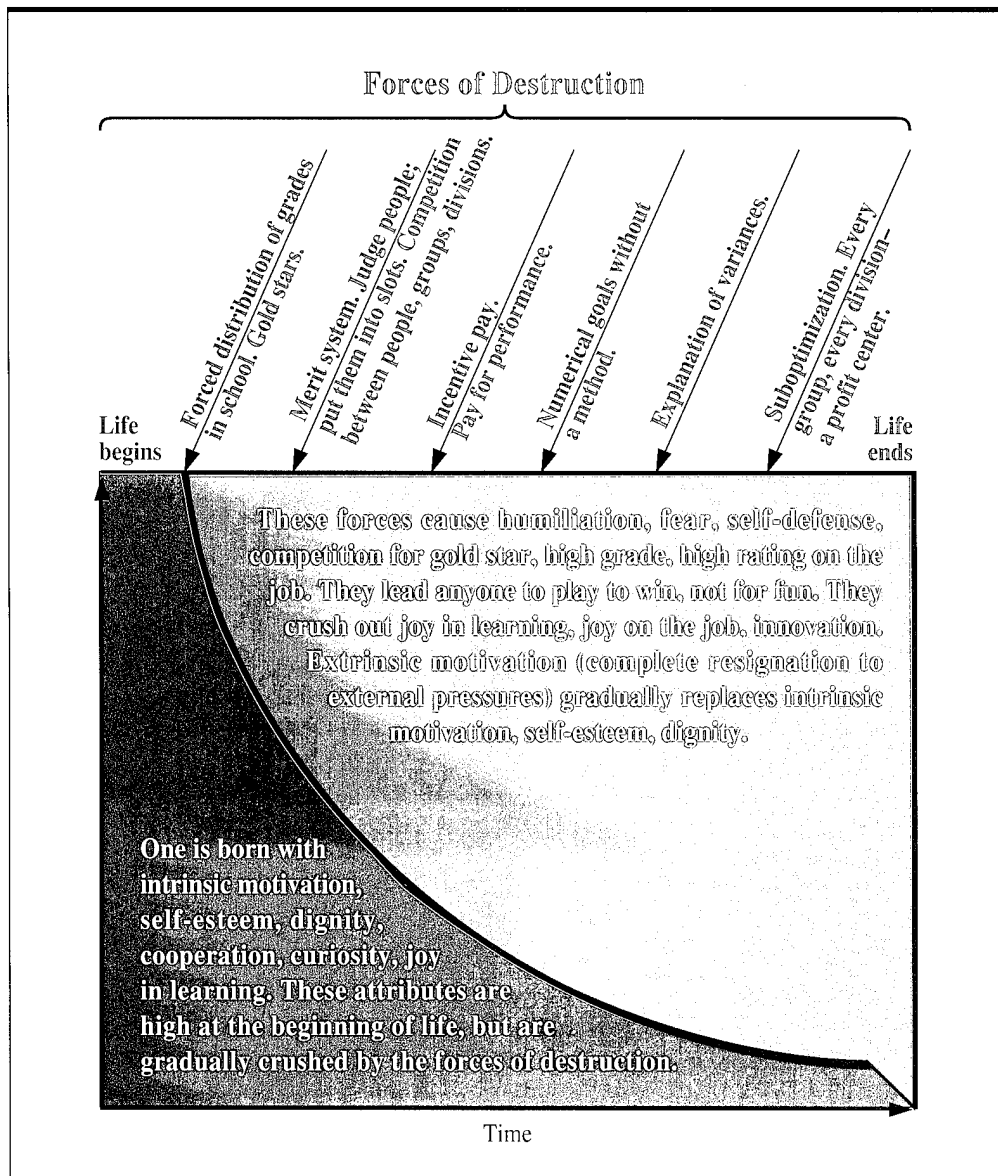 Forces of Destruction
Forced distribution of grades
in school. Gold stars.
Merit system. Judge people;
put them into slots. Competition
between people, groups, divisions.
Incentive pay.
Pay for performance.
Numerical goals without
a method.
Explanation of variances.
Suboptimization. Every
group, every division–
a profit center.
Life
begins
Life
ends
These forces cause humiliation, fear, self-defense,
competition for gold star, high grade, high rating on the
job. They lead anyone to play to win, not for fun. They
crush out joy in learning, joy on the job, innovation.
Extrinsic motivation (complete resignation to
external pressures) gradually replaces intrinsic
motivation, self-esteem, dignity.
One is born with
intrinsic motivation,
self-esteem, dignity,
cooperation, curiosity, joy
in learning. These attributes are
high at the beginning of life, but are
gradually crushed by the forces of destruction.
Time